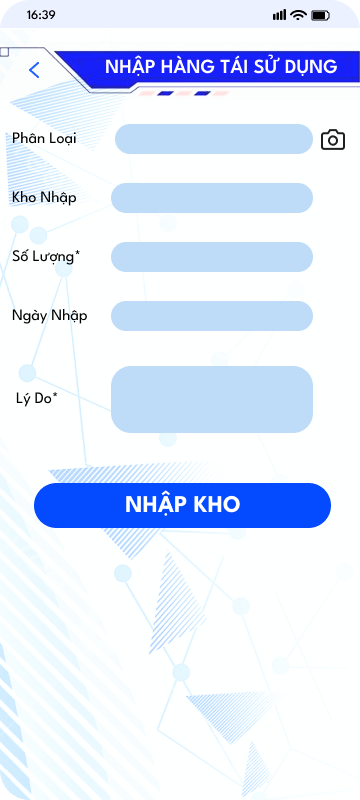 16:39
NHẬP HÀNG TÁI SỬ DỤNG
Phân Loại
Kho Nhập
Số Lượng*
Ngày Nhập
Lý Do*
NHẬP KHO